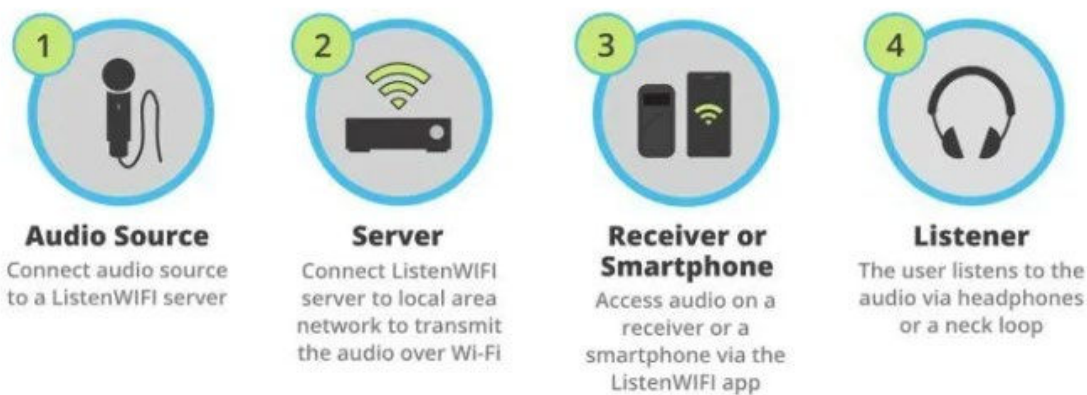 1
Audio Source
Connect audio source
to a ListenWIFI server
2
Server
Connect ListenWIFI
server to local area
network to transmit
the audio over Wi-Fi
3
Receiver or
Smartphone
Access audio on a
receiver or a
smartphone via the
ListenWIFI app
4
Listener
The user listens to the
audio via headphones
or a neck loop